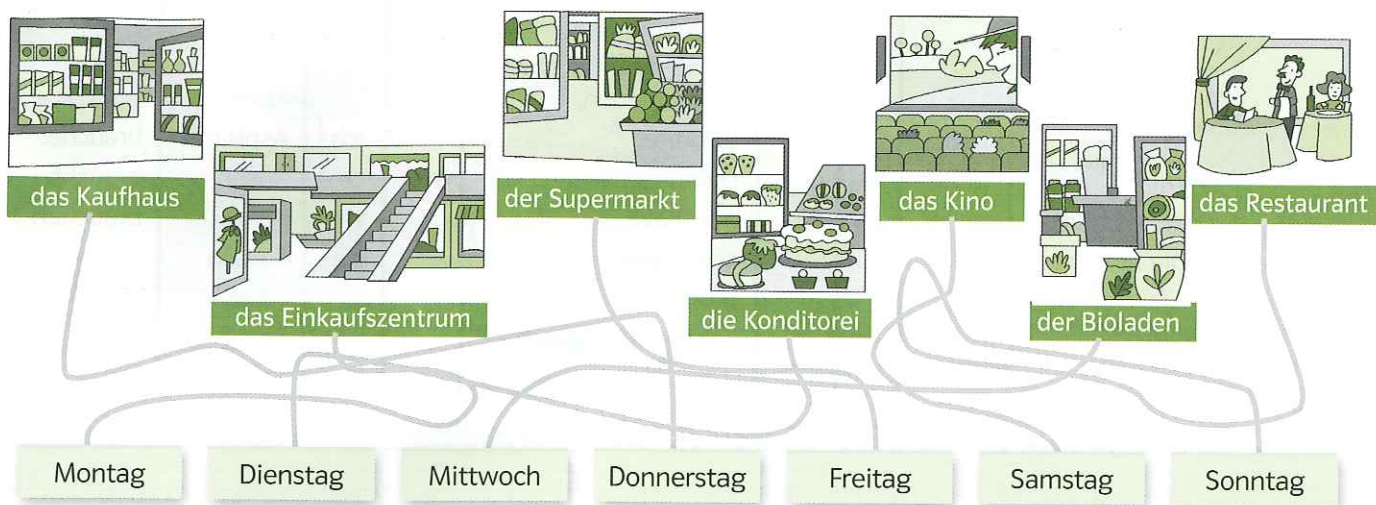 das Kaufhaus
der Supermarkt
das Kino
das Restaurant
das Einkaufszentrum
die Konditorei
der Bioladen
Montag
Dienstag
Mittwoch
Donnerstag
Freitag
Samstag
Sonntag